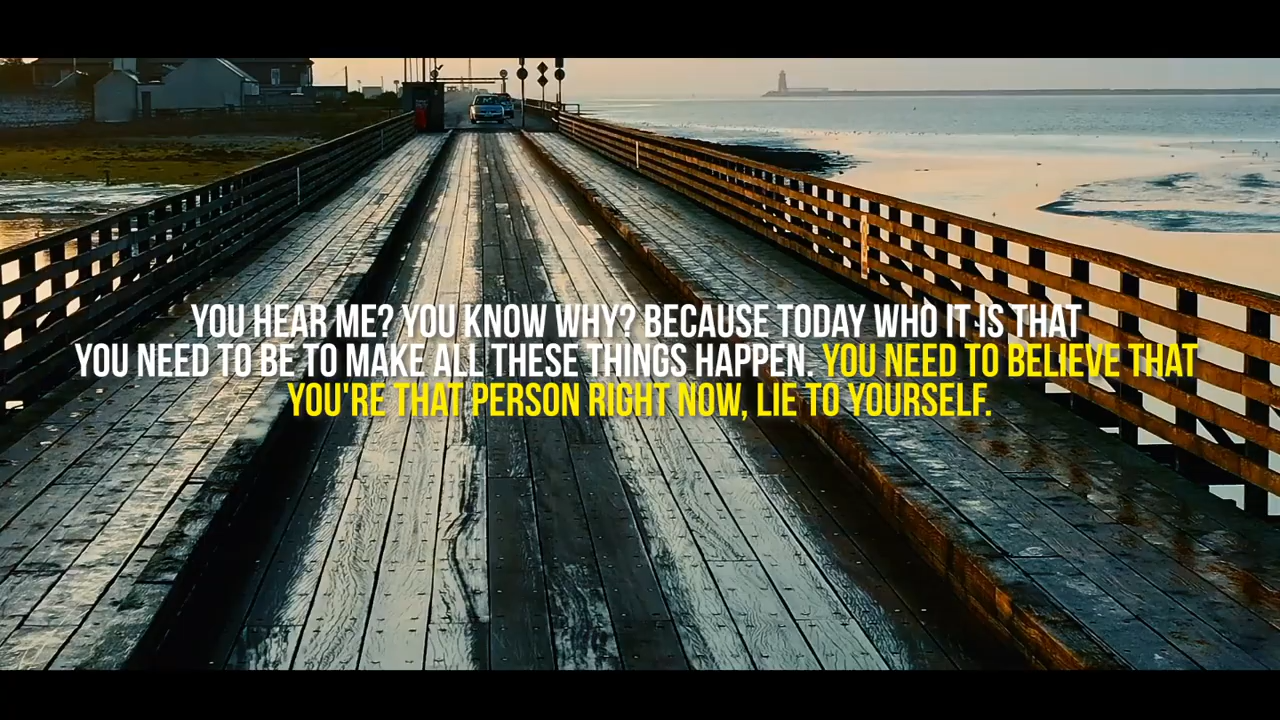 YOU HEAR ME? YOU KNOW WHY? BECAUSE TODAY WHO IT IS THAT
YOU NEED TO BE TO MAKE ALL THESE THINGS HAPPEN. YOU NEED TO BELIEVE THAT
YOU'RE THAT PERSON RIGHT NOW, LIE TO YOURSELF.